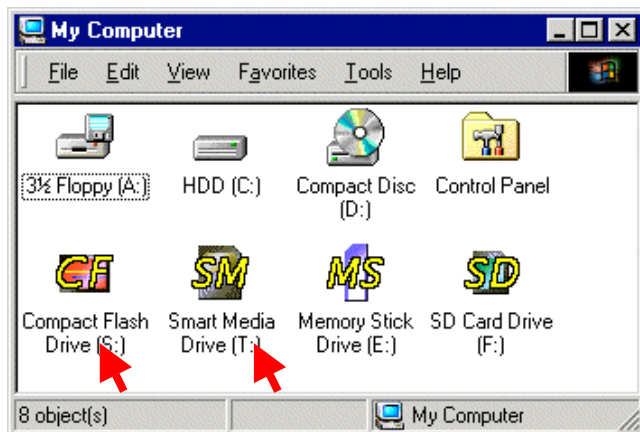 My Computer
File Edit View Favorites Tools Help
3½ Floppy (A:) HDD (C:) Compact Disc (D:) Control Panel
CF SM MS SD
Compact Flash Drive (S:) Smart Media Drive (T:) Memory Stick Drive (E:) SD Card Drive (F:)
8 object(s) My Computer